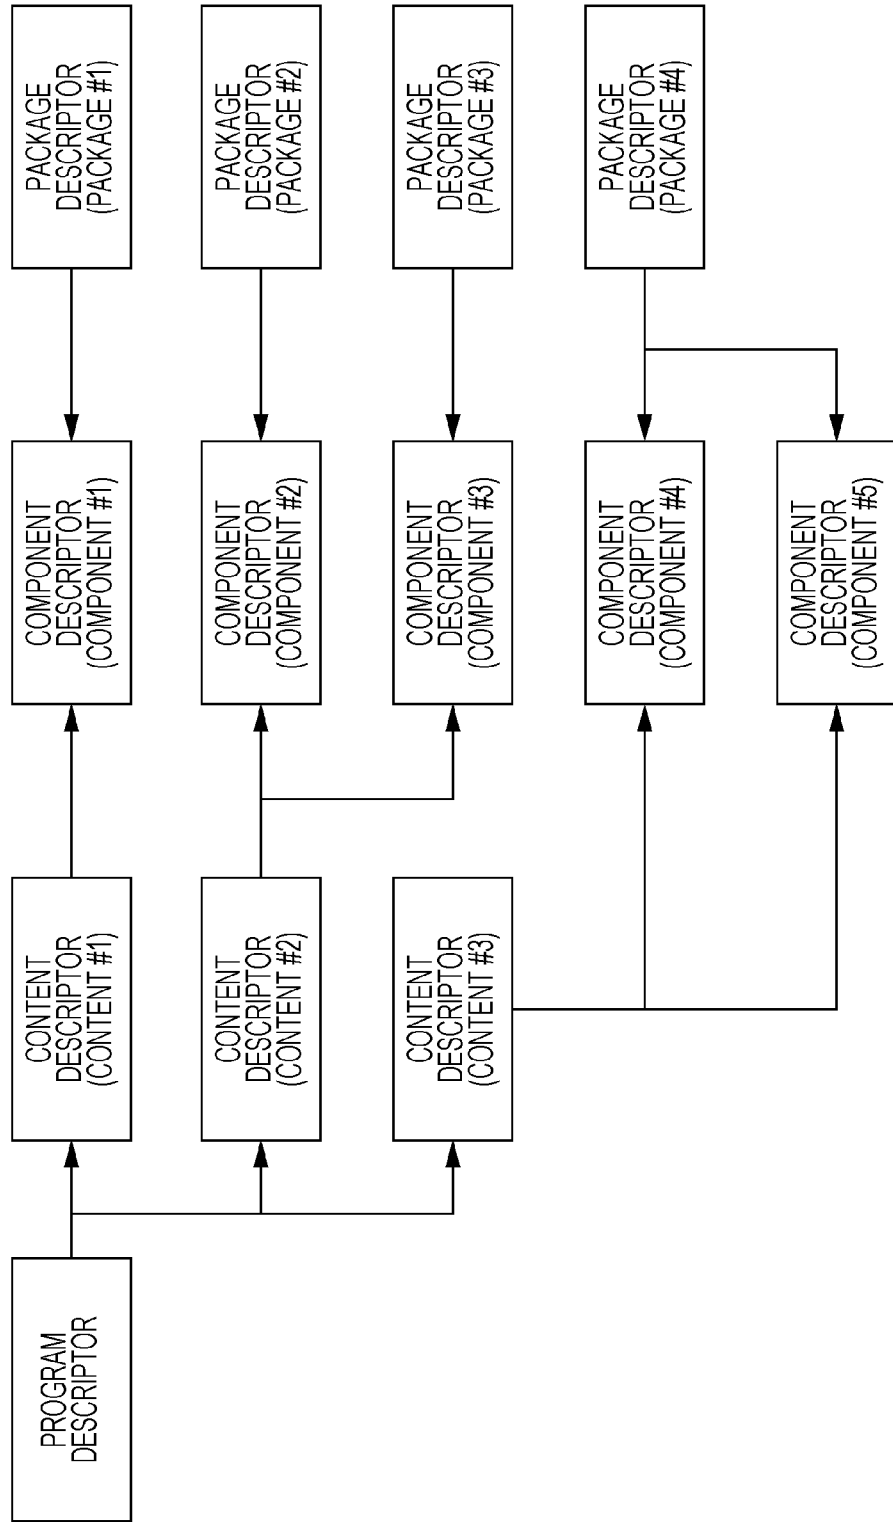 PROGRAM
DESCRIPTOR
CONTENT
DESCRIPTOR
(CONTENT #1)
CONTENT
DESCRIPTOR
(CONTENT #2)
CONTENT
DESCRIPTOR
(CONTENT #3)
COMPONENT
DESCRIPTOR
(COMPONENT #1)
COMPONENT
DESCRIPTOR
(COMPONENT #2)
COMPONENT
DESCRIPTOR
(COMPONENT #3)
COMPONENT
DESCRIPTOR
(COMPONENT #4)
COMPONENT
DESCRIPTOR
(COMPONENT #5)
PACKAGE
DESCRIPTOR
(PACKAGE #1)
PACKAGE
DESCRIPTOR
(PACKAGE #2)
PACKAGE
DESCRIPTOR
(PACKAGE #3)
PACKAGE
DESCRIPTOR
(PACKAGE #4)